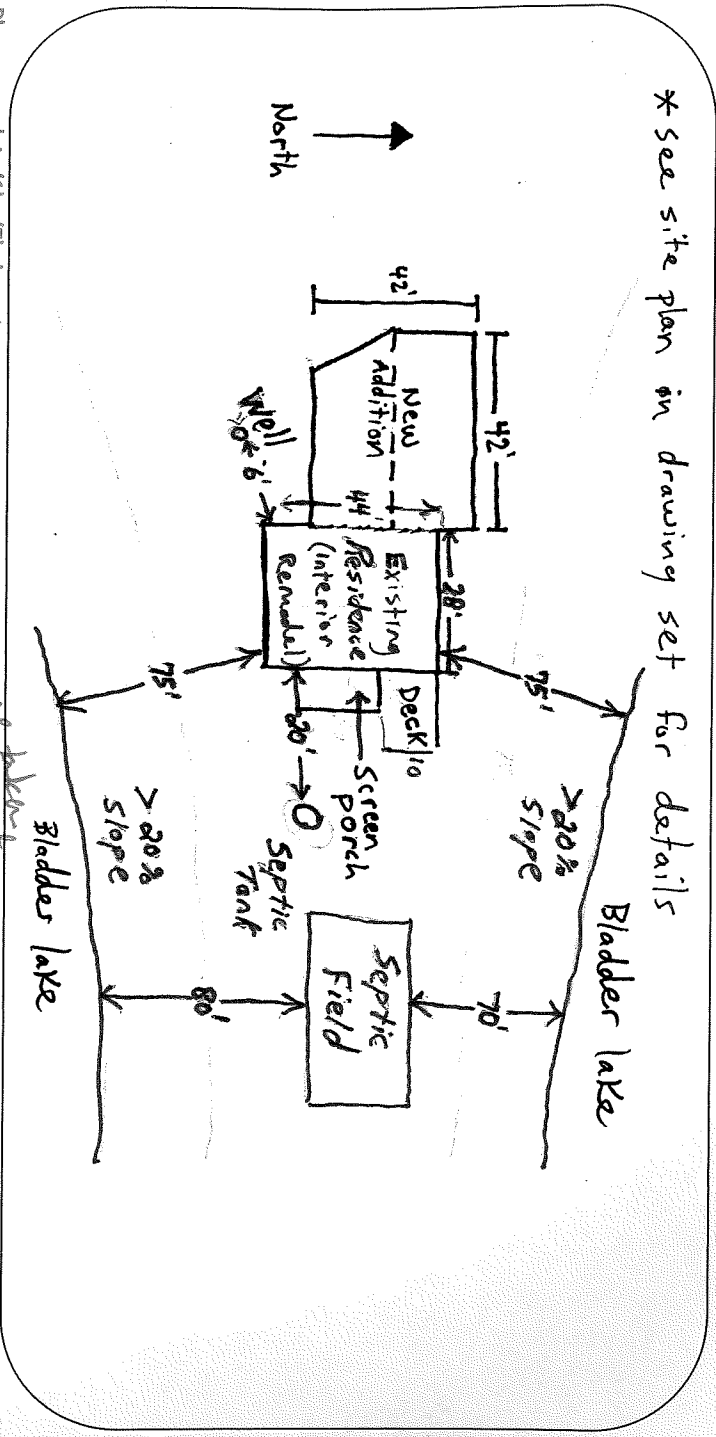 * see site plan in drawing set for details
North
42'
42'
New
Addition
Well
6'
44'
28'
Existing
Residence
(Interior
Remodel)
Deck
10
Screen
porch
20'
Septic
Tank
Septic
Field
75'
75'
70'
80'
>20%
slope
Bladder lake
>20%
slope
Bladder lake